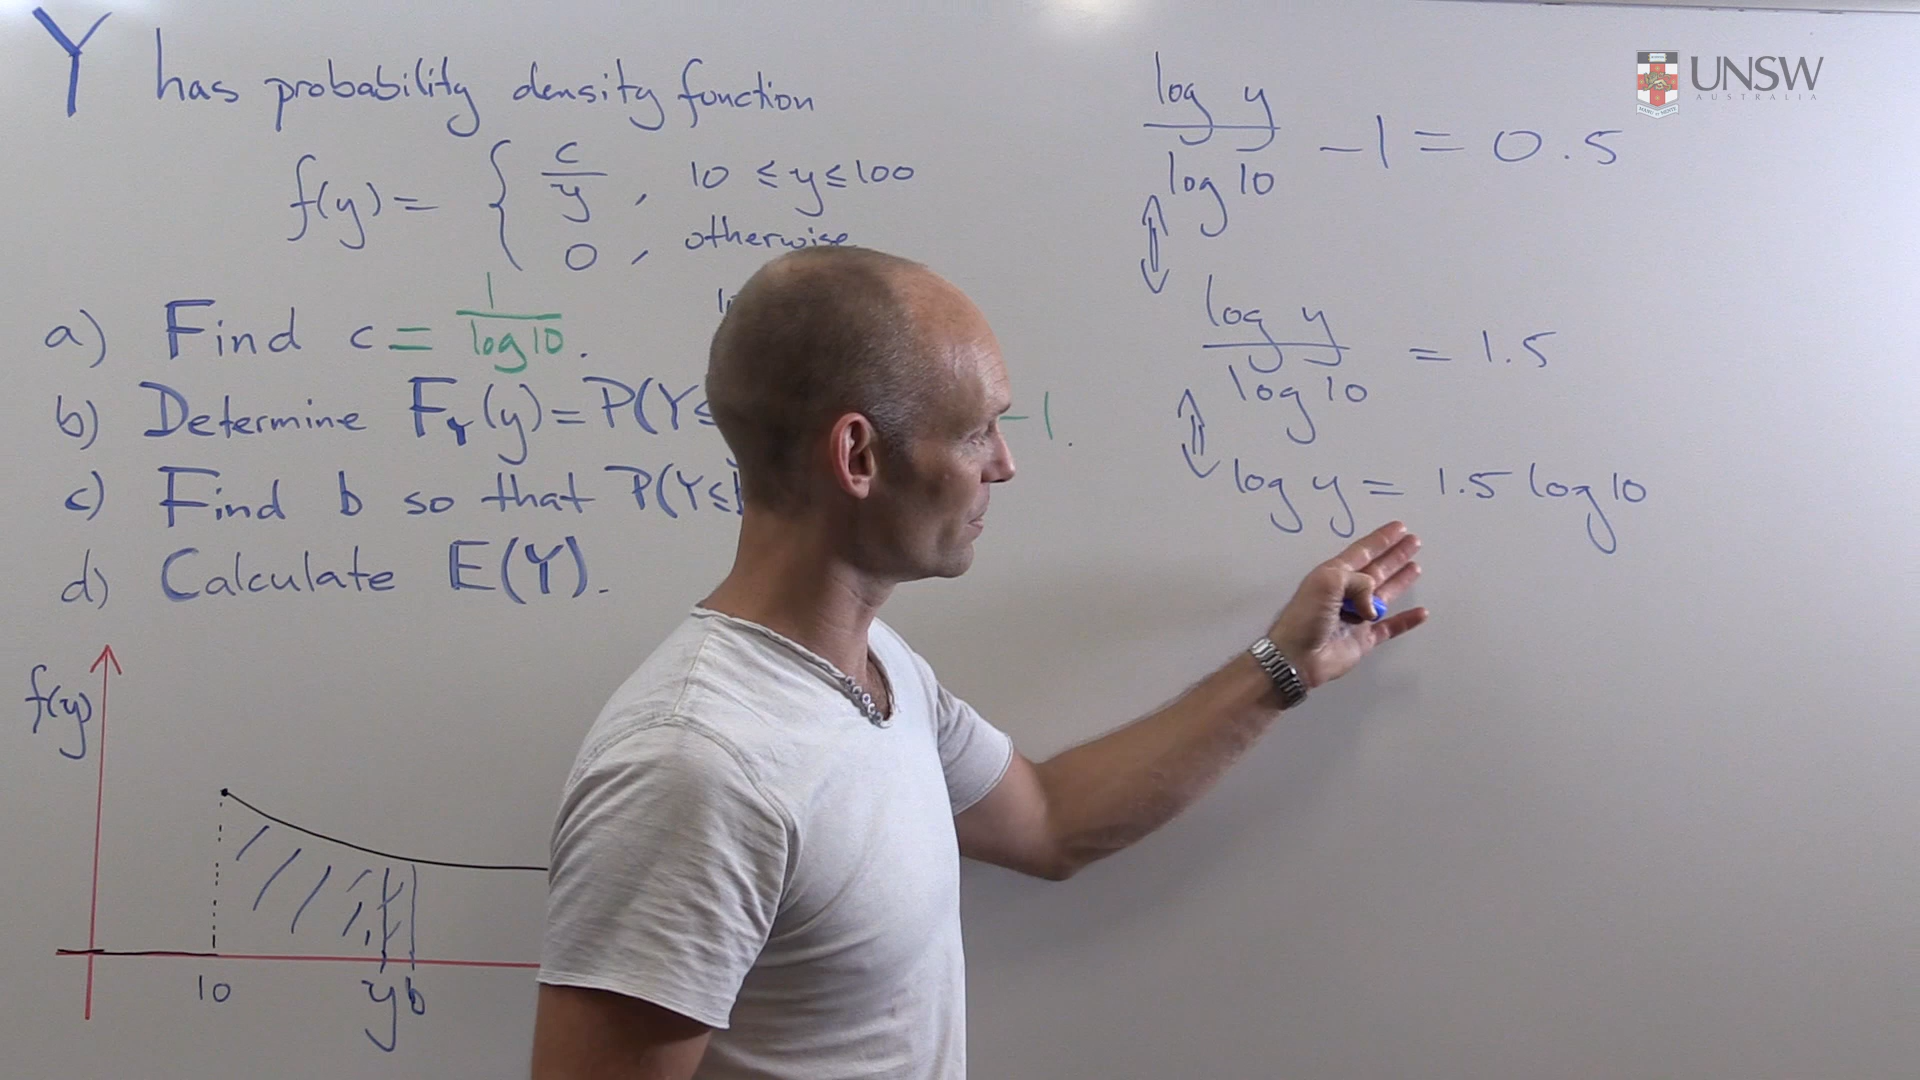 Y has probability density function
f(y) = { c/y , 10 ≤ y ≤ 100
0 , otherwise
a) Find c = 1/log10 .
b) Determine F_Y(y) = P(Y≤ -1 .
c) Find b so that P(Y≤
d) Calculate E(Y).
f(y)
10 y b
log y / log 10 - 1 = 0.5
⇕
log y / log 10 = 1.5
⇕
log y = 1.5 log 10
UNSW
AUSTRALIA